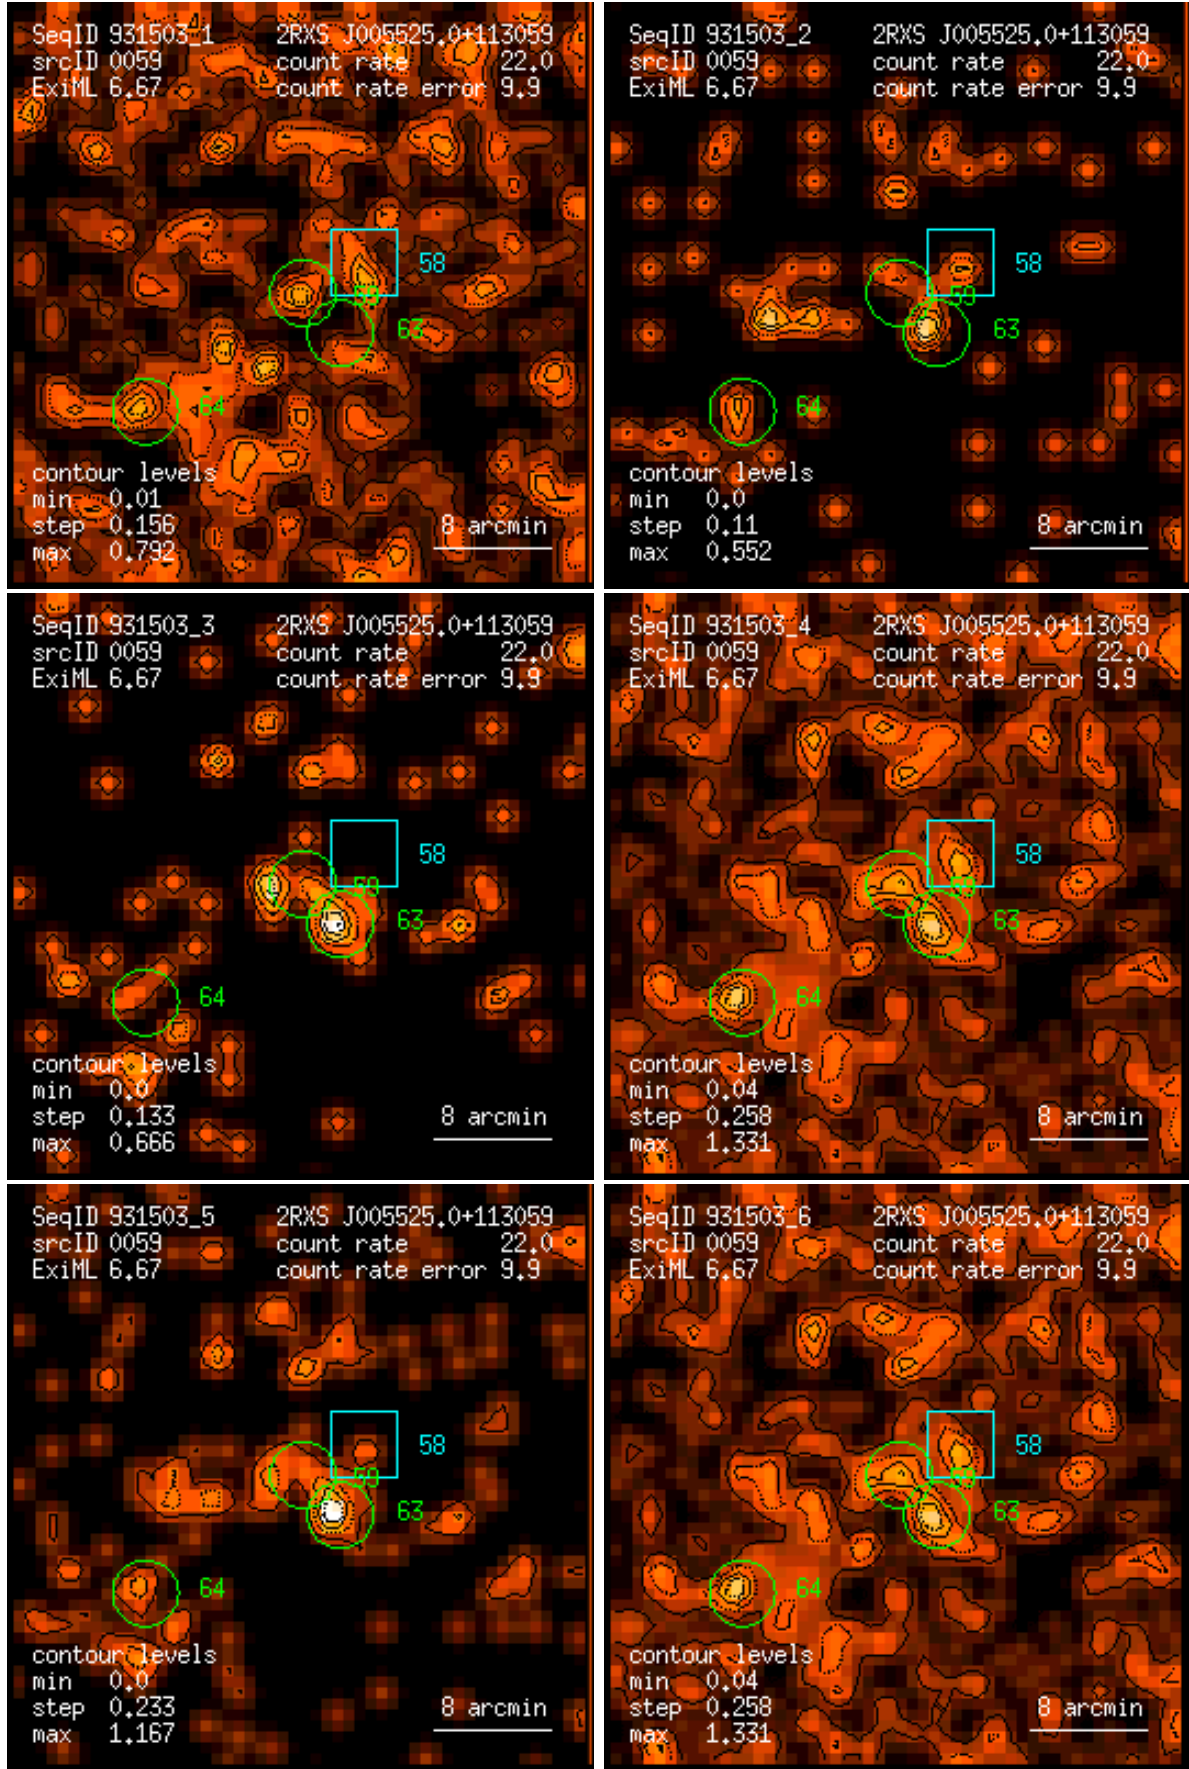 SeqID 931503_1 2RXS J005525.0+113059
srcID 0059 count rate 22.0
ExiML 6.67 count rate error 9.9
58
59
63
64
contour levels
min 0.01
step 0.156 8 arcmin
max 0.792
SeqID 931503_2 2RXS J005525.0+113059
srcID 0059 count rate 22.0
ExiML 6.67 count rate error 9.9
58
59
63
64
contour levels
min 0.0
step 0.11 8 arcmin
max 0.552
SeqID 931503_3 2RXS J005525.0+113059
srcID 0059 count rate 22.0
ExiML 6.67 count rate error 9.9
58
59
63
64
contour levels
min 0.0
step 0.133 8 arcmin
max 0.666
SeqID 931503_4 2RXS J005525.0+113059
srcID 0059 count rate 22.0
ExiML 6.67 count rate error 9.9
58
59
63
64
contour levels
min 0.04
step 0.258 8 arcmin
max 1.331
SeqID 931503_5 2RXS J005525.0+113059
srcID 0059 count rate 22.0
ExiML 6.67 count rate error 9.9
58
59
63
64
contour levels
min 0.0
step 0.233 8 arcmin
max 1.167
SeqID 931503_6 2RXS J005525.0+113059
srcID 0059 count rate 22.0
ExiML 6.67 count rate error 9.9
58
59
63
64
contour levels
min 0.04
step 0.258 8 arcmin
max 1.331